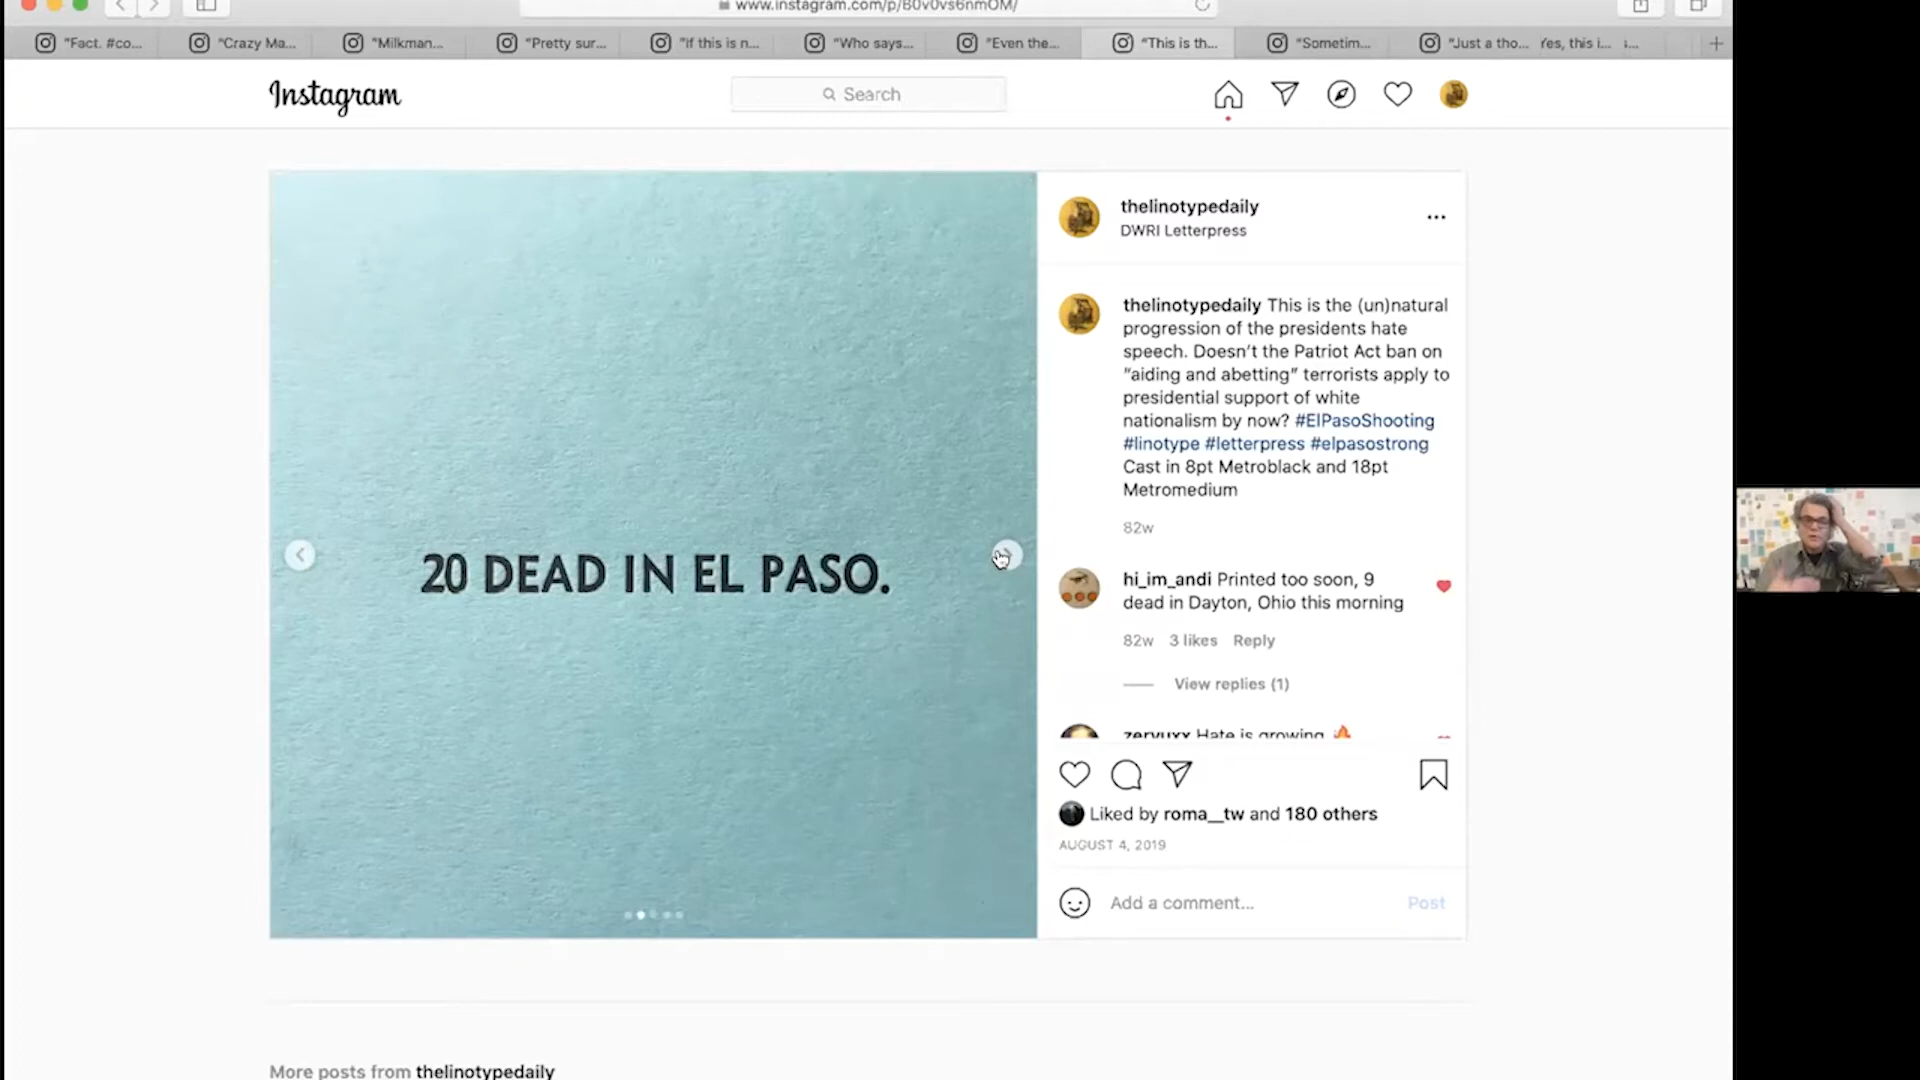 www.instagram.com/p/B0v0vs6nmOM/
"Fact. #co...
"Crazy Ma...
"Milkman...
"Pretty sur...
"If this is n...
"Who says...
"Even the...
"This is th...
"Sometim...
"Just a tho...
Yes, this i...
Instagram
Search
20 DEAD IN EL PASO.
thelinotypedaily
DWRI Letterpress
thelinotypedaily This is the (un)natural
progression of the presidents hate
speech. Doesn't the Patriot Act ban on
"aiding and abetting" terrorists apply to
presidential support of white
nationalism by now? #ElPasoShooting
#linotype #letterpress #elpasostrong
Cast in 8pt Metroblack and 18pt
Metromedium
82w
hi_im_andi Printed too soon, 9
dead in Dayton, Ohio this morning
82w 3 likes Reply
View replies (1)
zervuxx Hate is growing 🔥
Liked by roma__tw and 180 others
AUGUST 4, 2019
Add a comment...
Post
More posts from thelinotypedaily